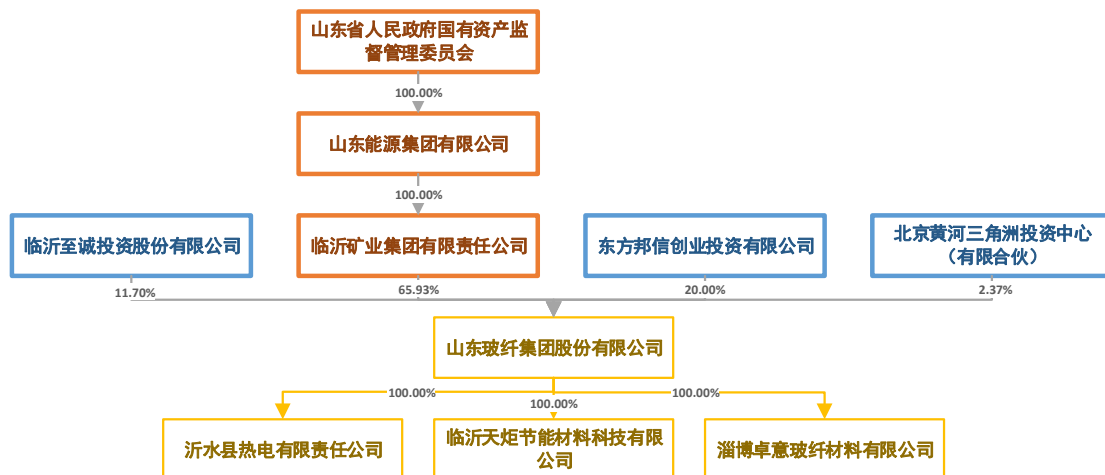 山东省人民政府国有资产监
督管理委员会
100.00%
山东能源集团有限公司
100.00%
临沂至诚投资股份有限公司
临沂矿业集团有限责任公司
东方邦信创业投资有限公司
北京黄河三角洲投资中心
（有限合伙）
11.70%
65.93%
20.00%
2.37%
山东玻纤集团股份有限公司
100.00%
100.00%
100.00%
沂水县热电有限责任公司
临沂天炬节能材料科技有限
公司
淄博卓意玻纤材料有限公司